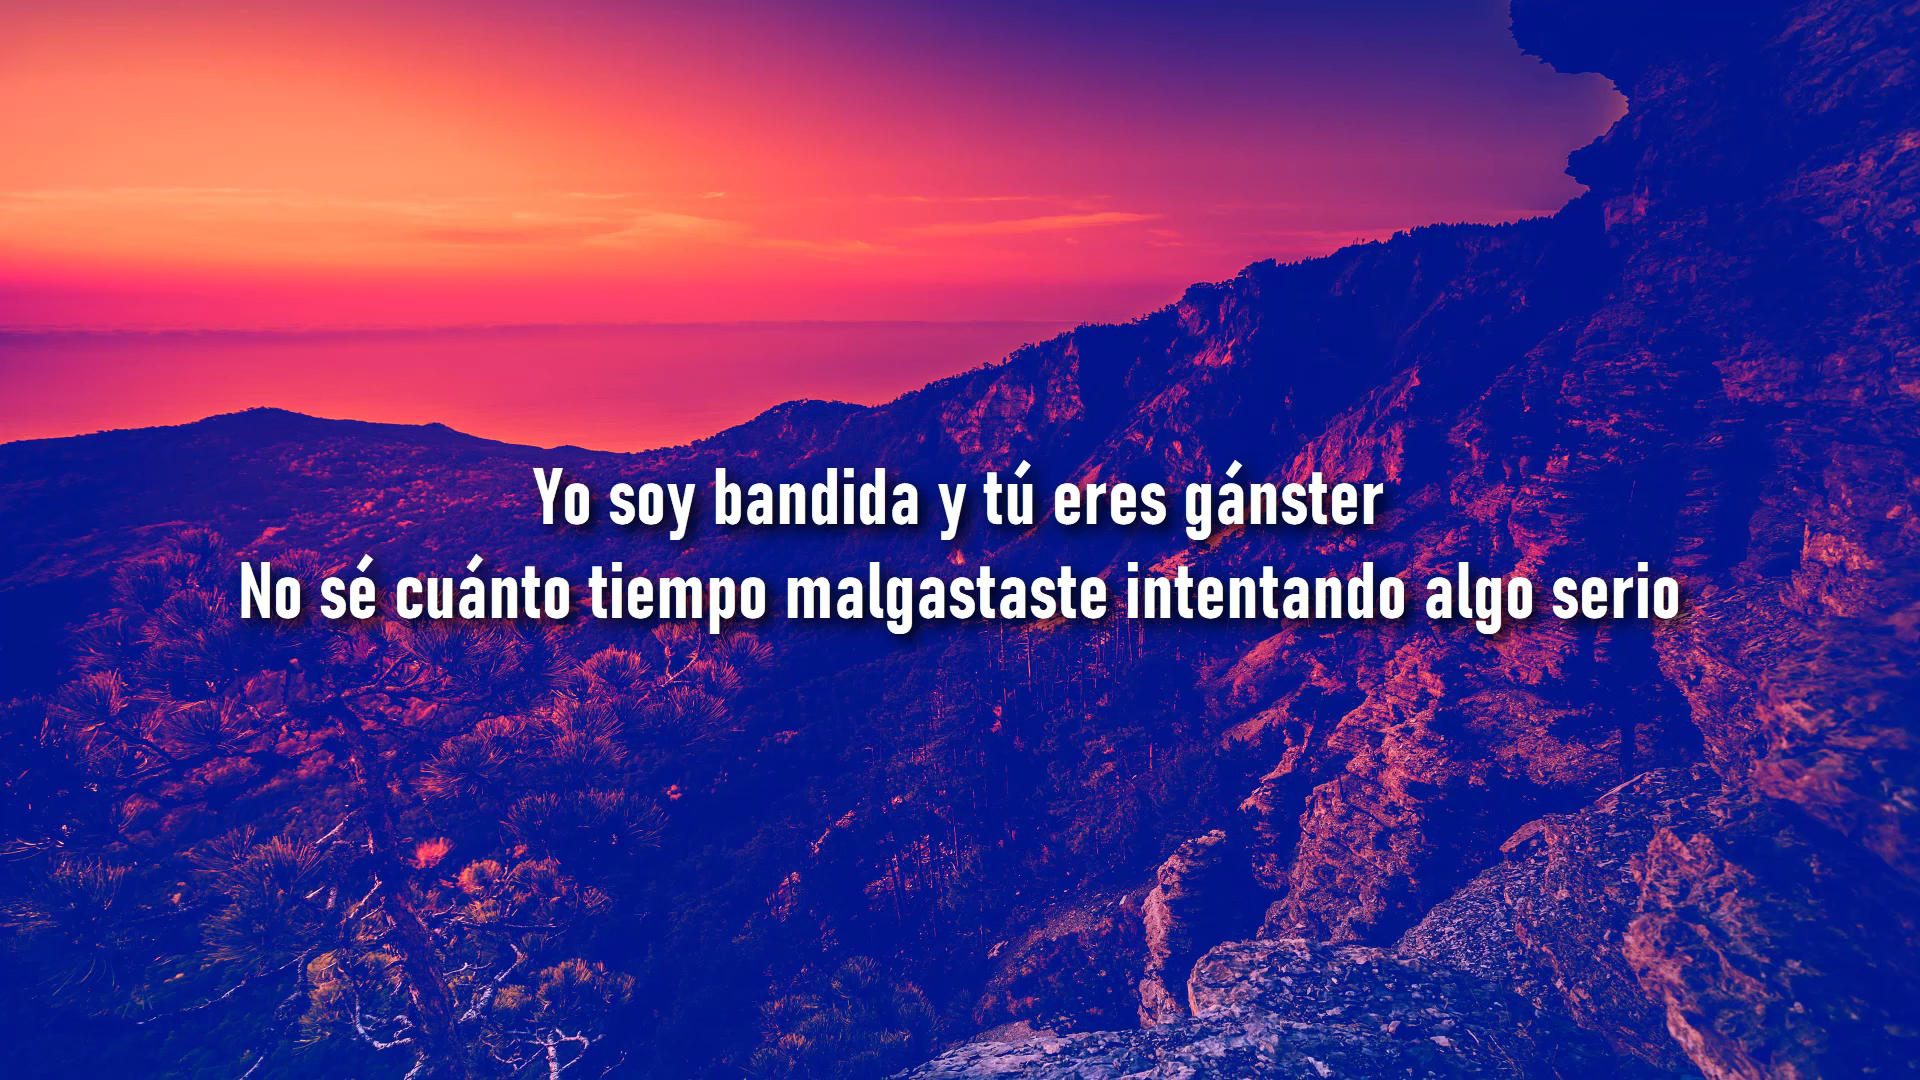 Yo soy bandida y tú eres gánster
No sé cuánto tiempo malgastaste intentando algo serio